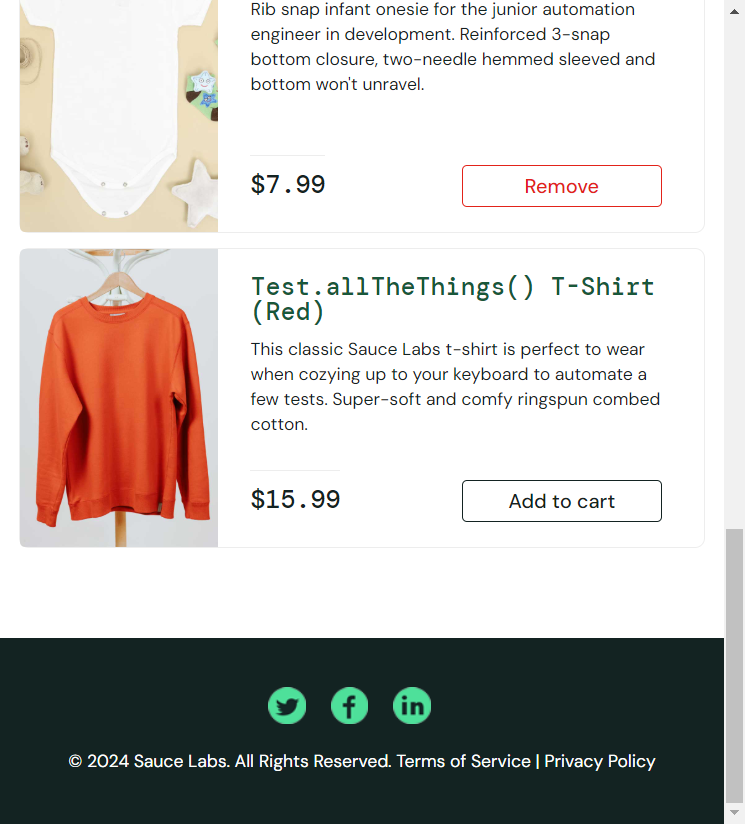 Rib snap infant onesie for the junior automation
engineer in development. Reinforced 3-snap
bottom closure, two-needle hemmed sleeved and
bottom won't unravel.
$7.99
Remove
Test.allTheThings() T-Shirt
(Red)
This classic Sauce Labs t-shirt is perfect to wear
when cozying up to your keyboard to automate a
few tests. Super-soft and comfy ringspun combed
cotton.
$15.99
Add to cart
© 2024 Sauce Labs. All Rights Reserved. Terms of Service | Privacy Policy